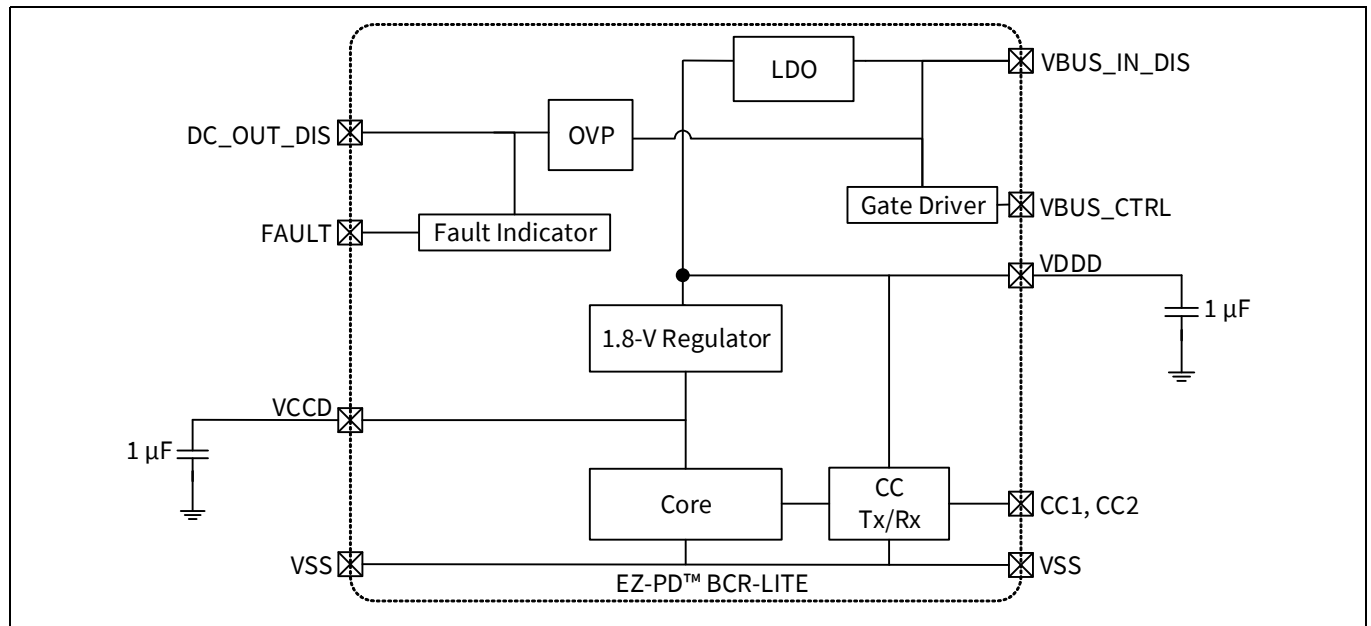 LDO
VBUS_IN_DIS
DC_OUT_DIS
OVP
Gate Driver
VBUS_CTRL
FAULT
Fault Indicator
VDDD
1 µF
1.8-V Regulator
VCCD
1 µF
Core
CC
Tx/Rx
CC1, CC2
VSS
VSS
EZ-PD™ BCR-LITE